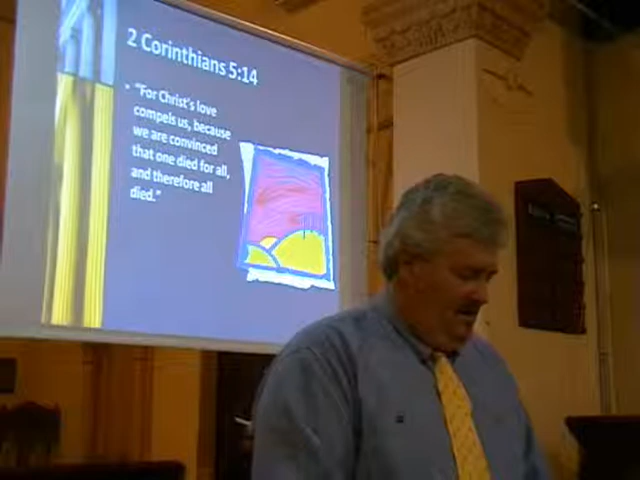 2 Corinthians 5:14
• "For Christ's love
compels us, because
we are convinced
that one died for all,
and therefore all
died."